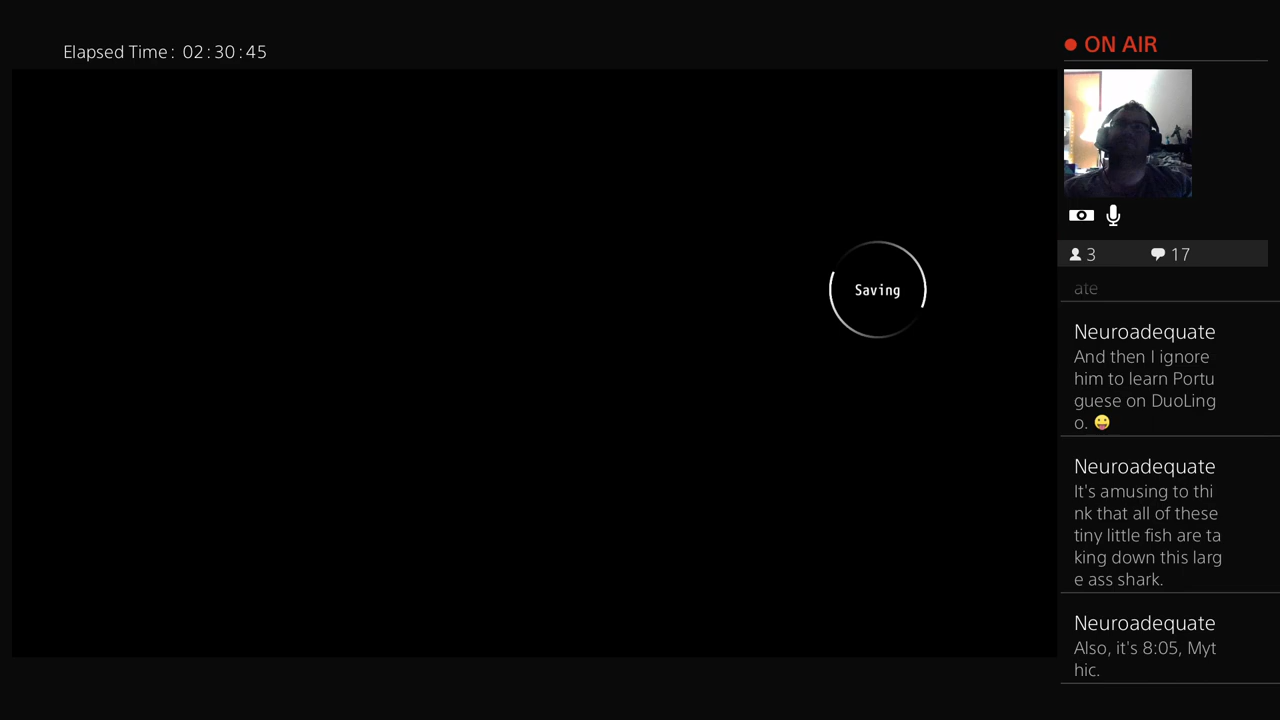 Elapsed Time: 02:30:45
ON AIR
Saving
3
17
ate
Neuroadequate
And then I ignore
him to learn Portu
guese on DuoLing
o. 😜
Neuroadequate
It's amusing to thi
nk that all of these
tiny little fish are ta
king down this larg
e ass shark.
Neuroadequate
Also, it's 8:05, Myt
hic.